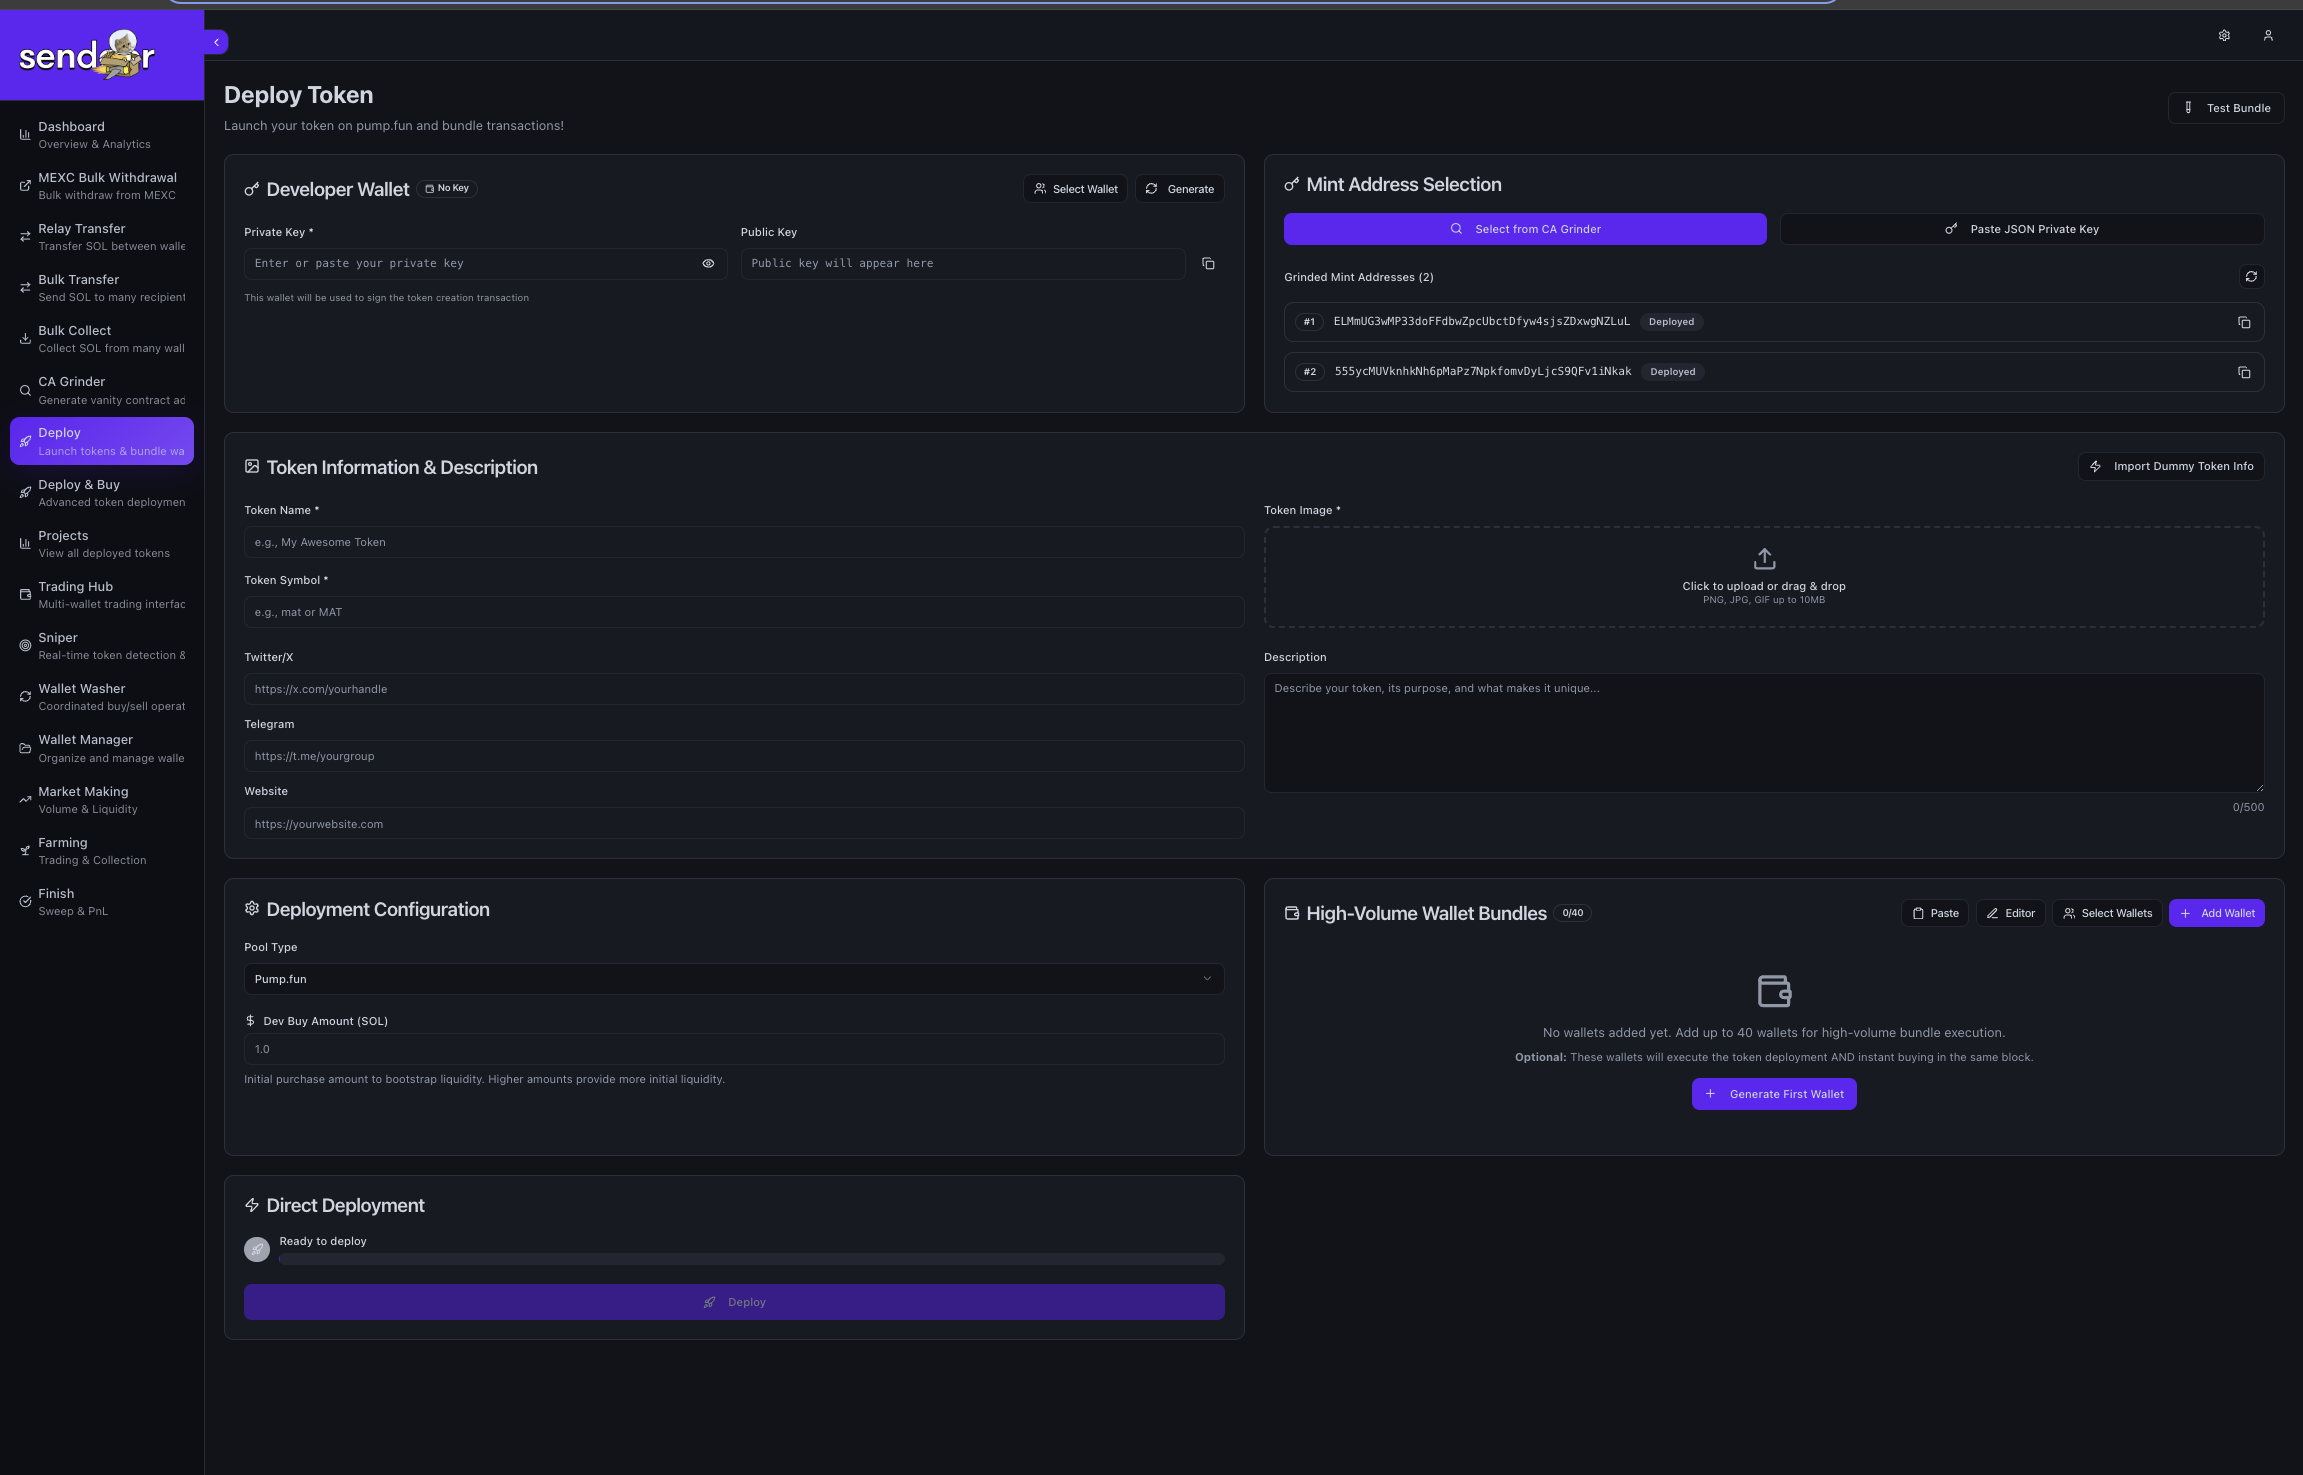 sendor
Dashboard
Overview & Analytics
MEXC Bulk Withdrawal
Bulk withdraw from MEXC
Relay Transfer
Transfer SOL between walle
Bulk Transfer
Send SOL to many recipient
Bulk Collect
Collect SOL from many wall
CA Grinder
Generate vanity contract ad
Deploy
Launch tokens & bundle wa
Deploy & Buy
Advanced token deploymen
Projects
View all deployed tokens
Trading Hub
Multi-wallet trading interfac
Sniper
Real-time token detection &
Wallet Washer
Coordinated buy/sell operat
Wallet Manager
Organize and manage walle
Market Making
Volume & Liquidity
Farming
Trading & Collection
Finish
Sweep & PnL
Deploy Token
Launch your token on pump.fun and bundle transactions!
Test Bundle
Developer Wallet
No Key
Select Wallet
Generate
Private Key *
Public Key
Enter or paste your private key
Public key will appear here
This wallet will be used to sign the token creation transaction
Mint Address Selection
Select from CA Grinder
Paste JSON Private Key
Grinded Mint Addresses (2)
#1 ELMmUG3wMP33doFFdbwZpcUbctDfyw4sjsZDxwgNZLuL Deployed
#2 555ycMUVknhkNh6pMaPz7NpkfomvDyLjcS9QFv1iNkak Deployed
Token Information & Description
Import Dummy Token Info
Token Name *
e.g., My Awesome Token
Token Symbol *
e.g., mat or MAT
Twitter/X
https://x.com/yourhandle
Telegram
https://t.me/yourgroup
Website
https://yourwebsite.com
Token Image *
Click to upload or drag & drop
PNG, JPG, GIF up to 10MB
Description
Describe your token, its purpose, and what makes it unique...
0/500
Deployment Configuration
Pool Type
Pump.fun
Dev Buy Amount (SOL)
1.0
Initial purchase amount to bootstrap liquidity. Higher amounts provide more initial liquidity.
High-Volume Wallet Bundles
0/40
Paste
Editor
Select Wallets
Add Wallet
No wallets added yet. Add up to 40 wallets for high-volume bundle execution.
Optional: These wallets will execute the token deployment AND instant buying in the same block.
Generate First Wallet
Direct Deployment
Ready to deploy
Deploy